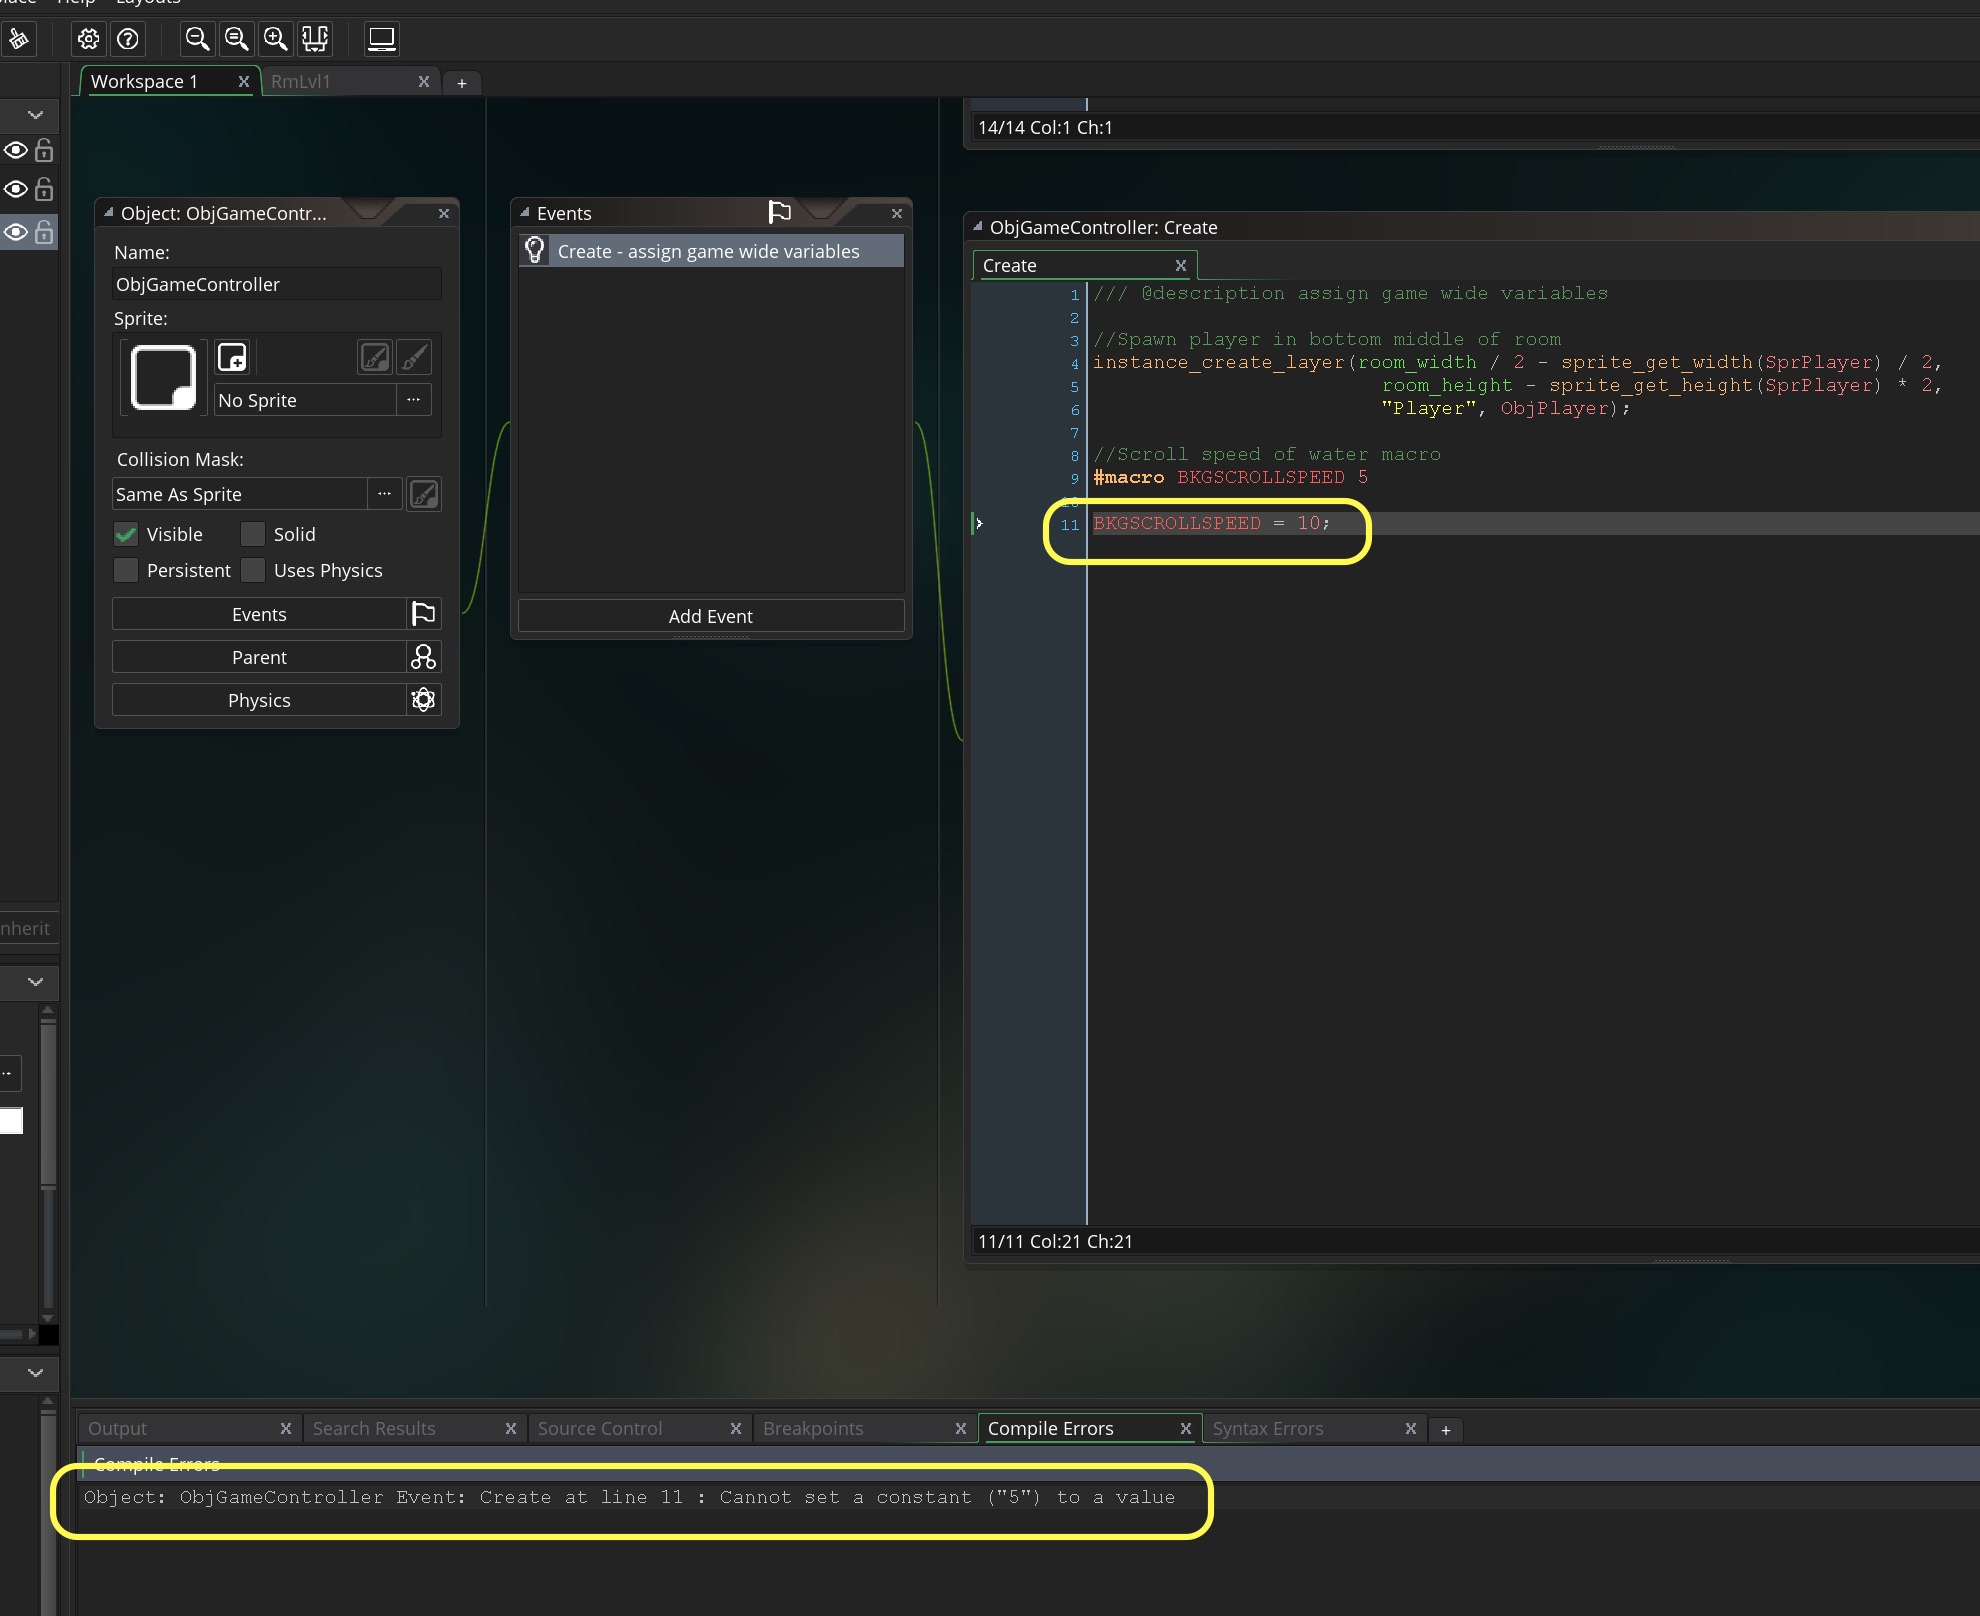 Help Layouts
Workspace 1 X
RmLvl1 X
+
14/14 Col:1 Ch:1
Object: ObjGameContr...
Name:
ObjGameController
Sprite:
No Sprite ...
Collision Mask:
Same As Sprite ...
Visible
Solid
Persistent
Uses Physics
Events
Parent
Physics
Events
Create - assign game wide variables
Add Event
ObjGameController: Create
Create X
1 /// @description assign game wide variables
2
3 //Spawn player in bottom middle of room
4 instance_create_layer(room_width / 2 - sprite_get_width(SprPlayer) / 2,
5 room_height - sprite_get_height(SprPlayer) * 2,
6 "Player", ObjPlayer);
7
8 //Scroll speed of water macro
9 #macro BKGSCROLLSPEED 5
10
11 BKGSCROLLSPEED = 10;
11/11 Col:21 Ch:21
nherit
Output X
Search Results X
Source Control X
Breakpoints X
Compile Errors X
Syntax Errors X
+
Compile Errors
Object: ObjGameController Event: Create at line 11 : Cannot set a constant ("5") to a value